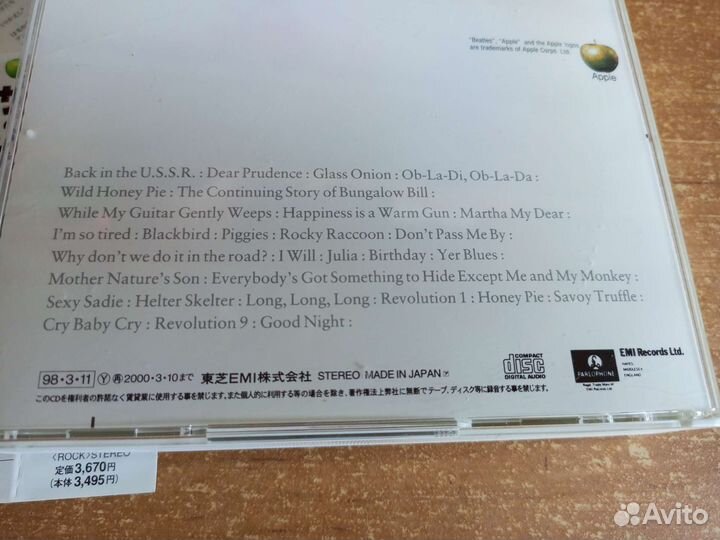 "Beatles", "Apple" and the Apple logos
are trademarks of Apple Corps Ltd.
Apple
Back in the U.S.S.R. : Dear Prudence : Glass Onion : Ob-La-Di, Ob-La-Da :
Wild Honey Pie : The Continuing Story of Bungalow Bill :
While My Guitar Gently Weeps : Happiness is a Warm Gun : Martha My Dear :
I'm so tired : Blackbird : Piggies : Rocky Raccoon : Don't Pass Me By :
Why don't we do it in the road? : I Will : Julia : Birthday : Yer Blues :
Mother Nature's Son : Everybody's Got Something to Hide Except Me and My Monkey :
Sexy Sadie : Helter Skelter : Long, Long, Long : Revolution 1 : Honey Pie : Savoy Truffle :
Cry Baby Cry : Revolution 9 : Good Night :
98・3・11 Ⓨ ㊞ 2000・3・10まで 東芝EMI株式会社 STEREO MADE IN JAPAN
COMPACT
disc
DIGITAL AUDIO
PARLOPHONE
EMI Records Ltd.
HAYES
MIDDLESEX
ENGLAND
このCDを権利者の許諾なく賃貸業に使用する事を禁じます。また個人的に利用する等の場合を除き、著作権法上弊社に無断でテープ、ディスク等に録音する事を禁じます。
〈ROCK〉STEREO
定価3,670円
(本体3,495円)
Avito